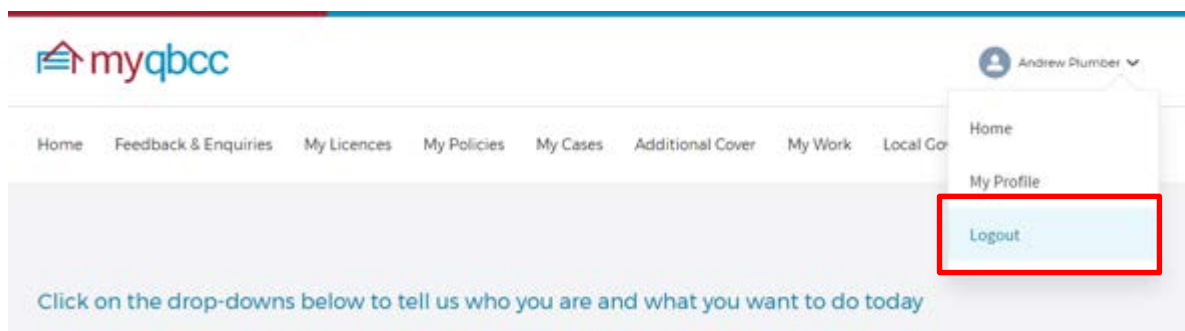 myqbcc
Andrew Plumber
Home Feedback & Enquiries My Licences My Policies My Cases Additional Cover My Work Local
Home
My Profile
Logout
Click on the drop-downs below to tell us who you are and what you want to do today